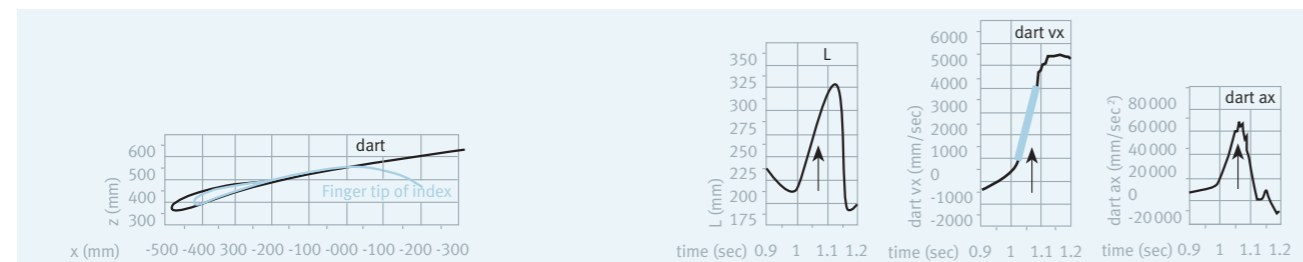 dart
Finger tip of index
600
500
400
300
z (mm)
x (mm) -500 -400 300 -200 -000 -100 -200 -300
L
350
325
300
275
250
225
200
175
L (mm)
time (sec) 0.9 1 1.1 1.2
dart vx
6000
5000
4000
3000
2000
1000
0
-1000
-2000
dart vx (mm/sec)
time (sec) 0.9 1 1.1 1.2
dart ax
80 000
60 000
20 000
0
-20 000
dart ax (mm/sec²)
time (sec) 0.9 1 1.1 1.2